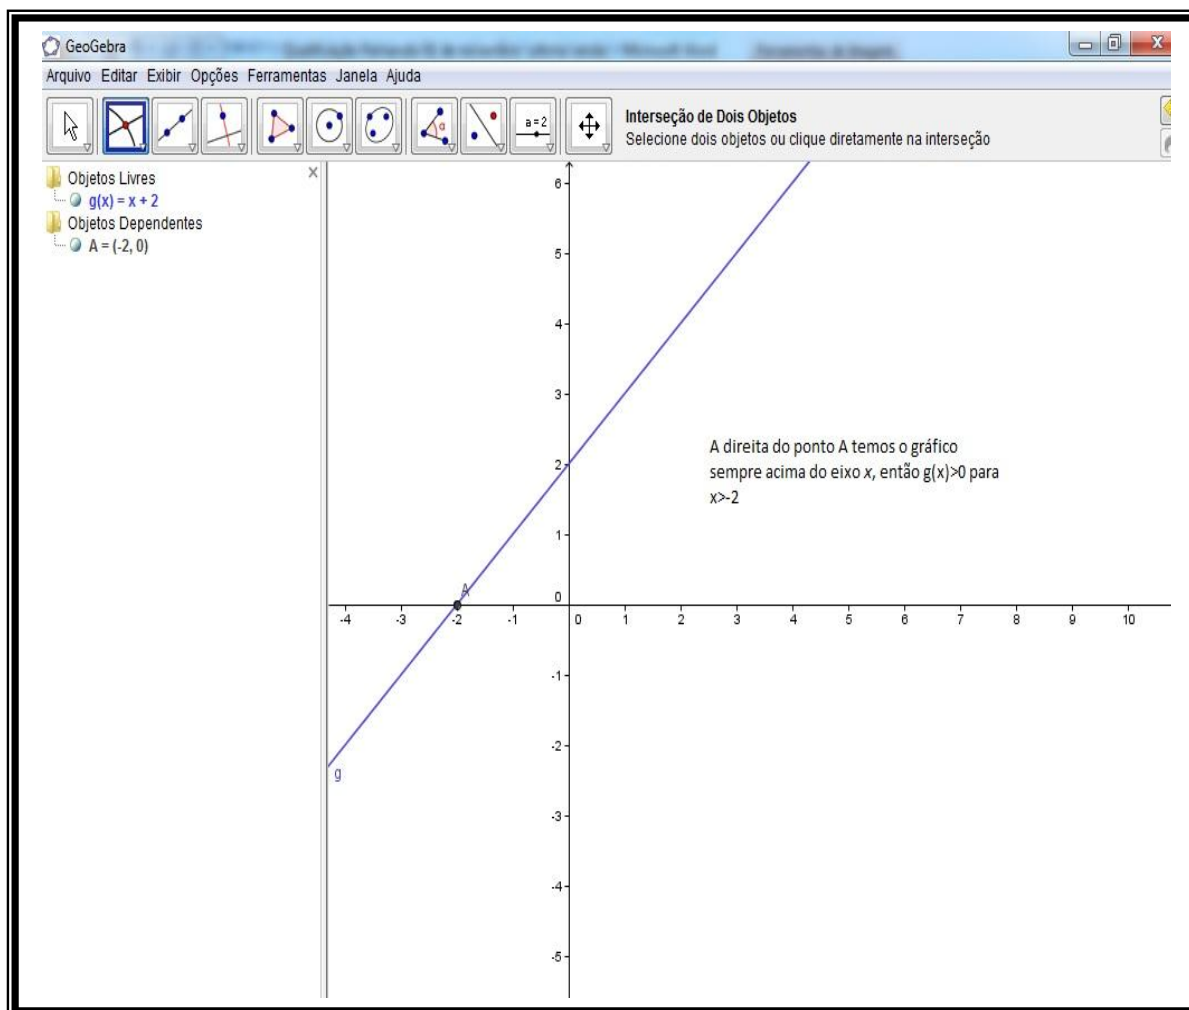 GeoGebra
Arquivo Editar Exibir Opções Ferramentas Janela Ajuda
a=2
Interseção de Dois Objetos
Selecione dois objetos ou clique diretamente na interseção
Objetos Livres
g(x) = x + 2
Objetos Dependentes
A = (-2, 0)
6
5
4
3
2
1
0
-1
-2
-3
-4
-5
-4 -3 -2 -1 0 1 2 3 4 5 6 7 8 9 10
A
g
A direita do ponto A temos o gráfico
sempre acima do eixo x, então g(x)>0 para
x>-2